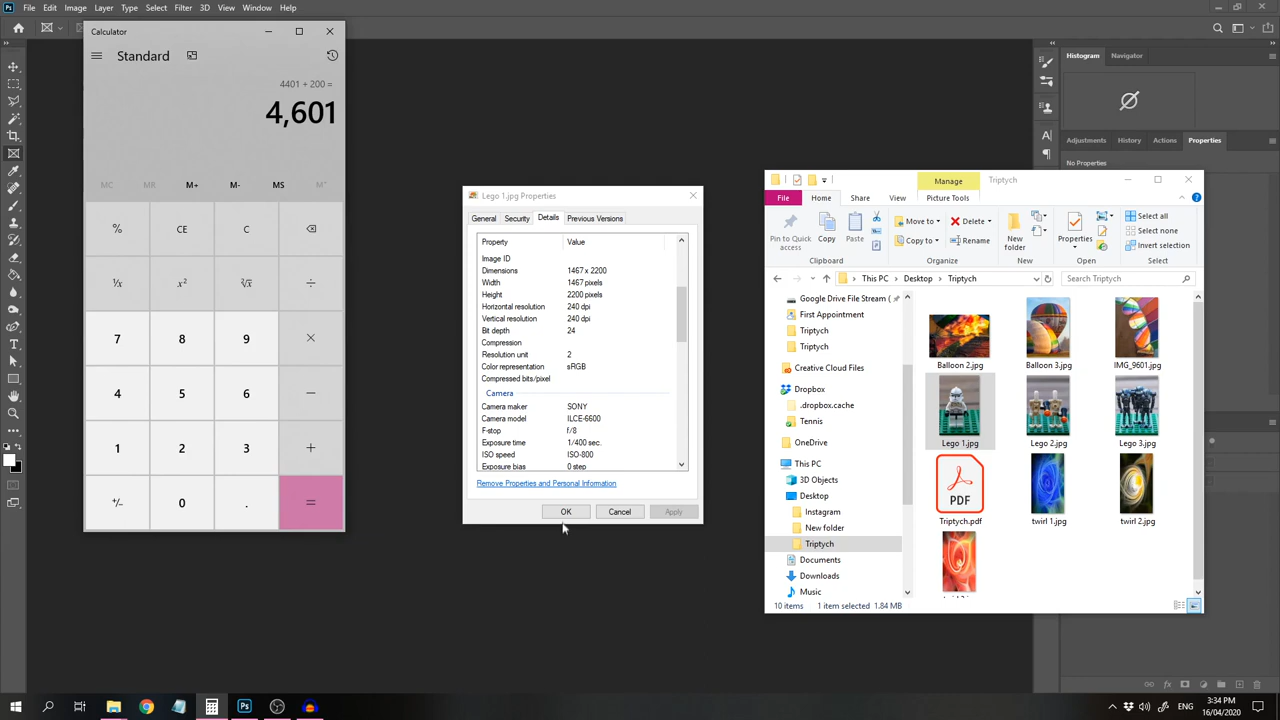 File Edit Image Layer Type Select Filter 3D View Window Help
Calculator
Standard
4401 + 200 =
4,601
MC MR M+ M- MS
% CE C
7 8 9
4 5 6
1 2 3 +
+/− 0 . =
Lego 1.jpg Properties
General Security Details Previous Versions
Property Value
Image ID
Dimensions 1467 x 2200
Width 1467 pixels
Height 2200 pixels
Horizontal resolution 240 dpi
Vertical resolution 240 dpi
Bit depth 24
Compression
Resolution unit 2
Color representation sRGB
Compressed bits/pixel
Camera
Camera maker SONY
Camera model ILCE-6600
F-stop f/8
Exposure time 1/400 sec.
ISO speed ISO-800
Exposure bias 0 step
Remove Properties and Personal Information
OK Cancel Apply
Manage Triptych
File Home Share View Picture Tools
Pin to Quick access Copy Paste Move to Copy to Delete Rename New folder Properties Select all Select none Invert selection
Clipboard Organize New Open Select
This PC > Desktop > Triptych Search Triptych
Google Drive File Stream (
First Appointment
Triptych
Triptych
Creative Cloud Files
Dropbox
.dropbox.cache
Tennis
OneDrive
This PC
3D Objects
Desktop
Instagram
New folder
Triptych
Documents
Downloads
Music
Balloon 2.jpg Balloon 3.jpg IMG_9601.jpg
Lego 1.jpg Lego 2.jpg Lego 3.jpg
PDF
Triptych.pdf twirl 1.jpg twirl 2.jpg
10 items 1 item selected 1.84 MB
Histogram Navigator
Adjustments History Actions Properties
No Properties
ENG 3:34 PM
16/04/2020